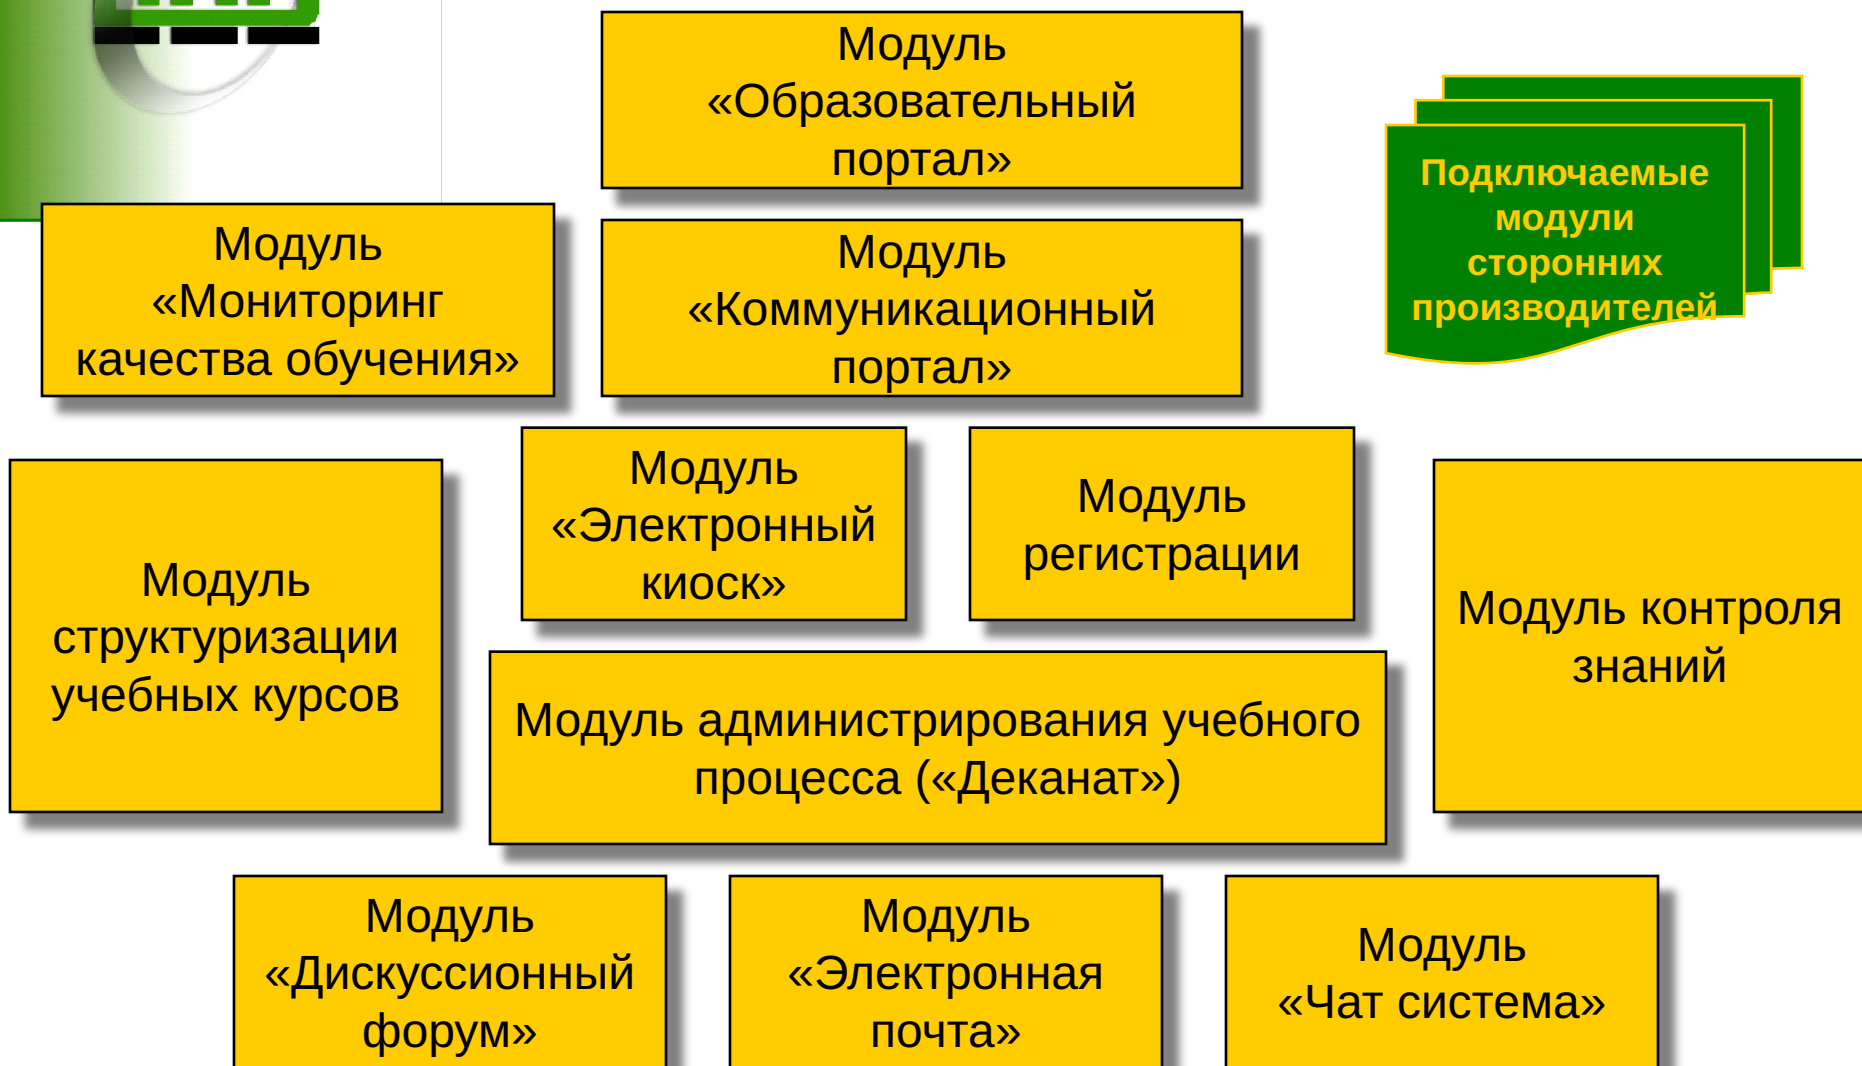 Модуль
«Образовательный
портал»
Подключаемые
модули
сторонних
производителей
Модуль
«Мониторинг
качества обучения»
Модуль
«Коммуникационный
портал»
Модуль
«Электронный
киоск»
Модуль
регистрации
Модуль
структуризации
учебных курсов
Модуль контроля
знаний
Модуль администрирования учебного
процесса («Деканат»)
Модуль
«Дискуссионный
форум»
Модуль
«Электронная
почта»
Модуль
«Чат система»